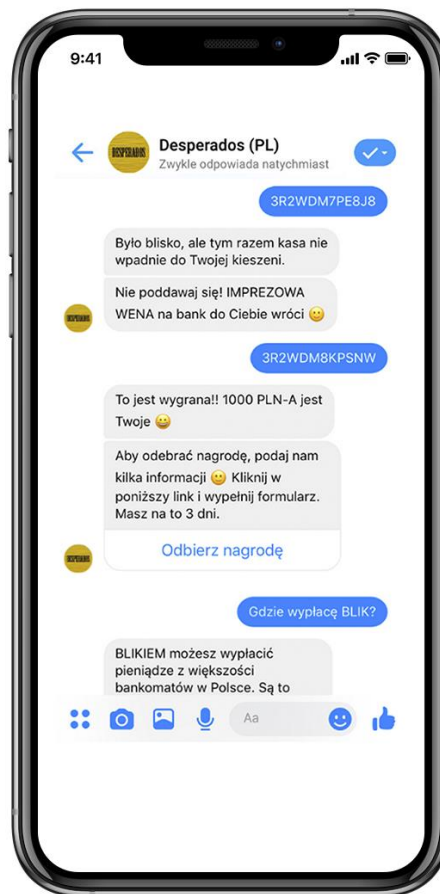 9:41
DESPERADOS
Desperados (PL)
Zwykle odpowiada natychmiast
3R2WDM7PE8J8
Było blisko, ale tym razem kasa nie
wpadnie do Twojej kieszeni.
Nie poddawaj się! IMPREZOWA
WENA na bank do Ciebie wróci
DESPERADOS
3R2WDM8KPSNW
To jest wygrana!! 1000 PLN-A jest
Twoje
Aby odebrać nagrodę, podaj nam
kilka informacji Kliknij w
poniższy link i wypełnij formularz.
Masz na to 3 dni.
Odbierz nagrodę
DESPERADOS
Gdzie wypłacę BLIK?
BLIKIEM możesz wypłacić
pieniądze z większości
bankomatów w Polsce. Są to
Aa